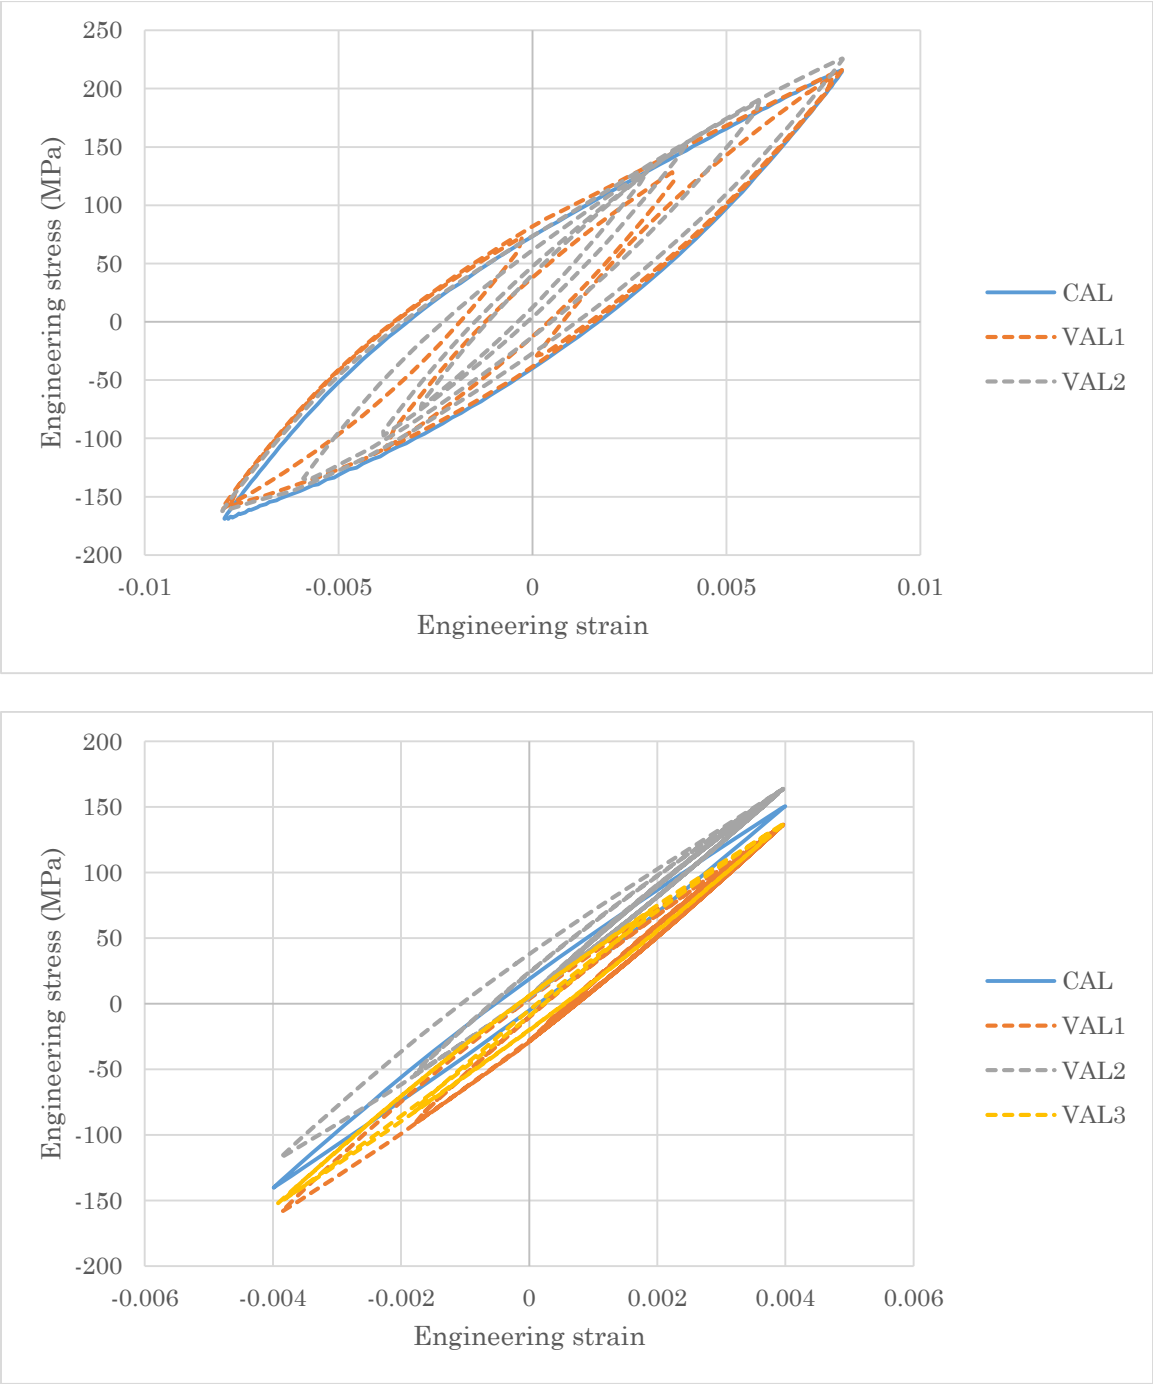 250
200
150
100
50
0
-50
-100
-150
-200
-0.01 -0.005 0 0.005 0.01
Engineering stress (MPa)
Engineering strain
CAL
VAL1
VAL2
200
150
100
50
0
-50
-100
-150
-200
-0.006 -0.004 -0.002 0 0.002 0.004 0.006
Engineering stress (MPa)
Engineering strain
CAL
VAL1
VAL2
VAL3